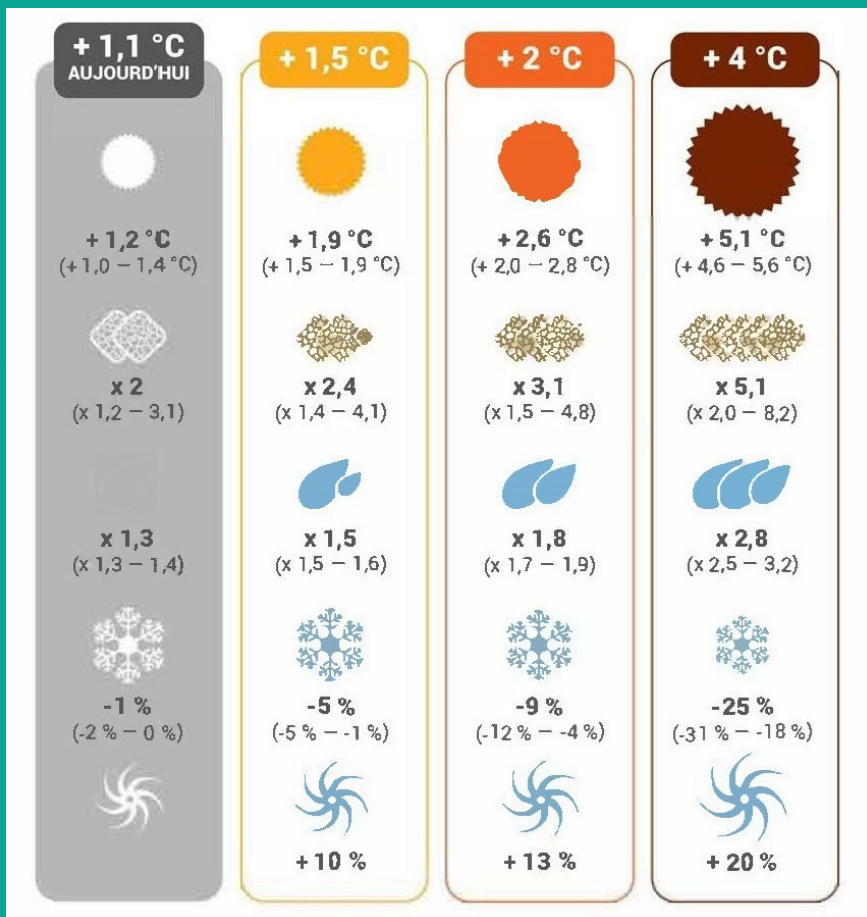 + 1,1 °C
AUJOURD'HUI
+ 1,2 °C
(+ 1,0 – 1,4 °C)
x 2
(x 1,2 – 3,1)
x 1,3
(x 1,3 – 1,4)
-1 %
(-2 % – 0 %)
+ 1,5 °C
+ 1,9 °C
(+ 1,5 – 1,9 °C)
x 2,4
(x 1,4 – 4,1)
x 1,5
(x 1,5 – 1,6)
-5 %
(-5 % – -1 %)
+ 10 %
+ 2 °C
+ 2,6 °C
(+ 2,0 – 2,8 °C)
x 3,1
(x 1,5 – 4,8)
x 1,8
(x 1,7 – 1,9)
-9 %
(-12 % – -4 %)
+ 13 %
+ 4 °C
+ 5,1 °C
(+ 4,6 – 5,6 °C)
x 5,1
(x 2,0 – 8,2)
x 2,8
(x 2,5 – 3,2)
-25 %
(-31 % – -18 %)
+ 20 %